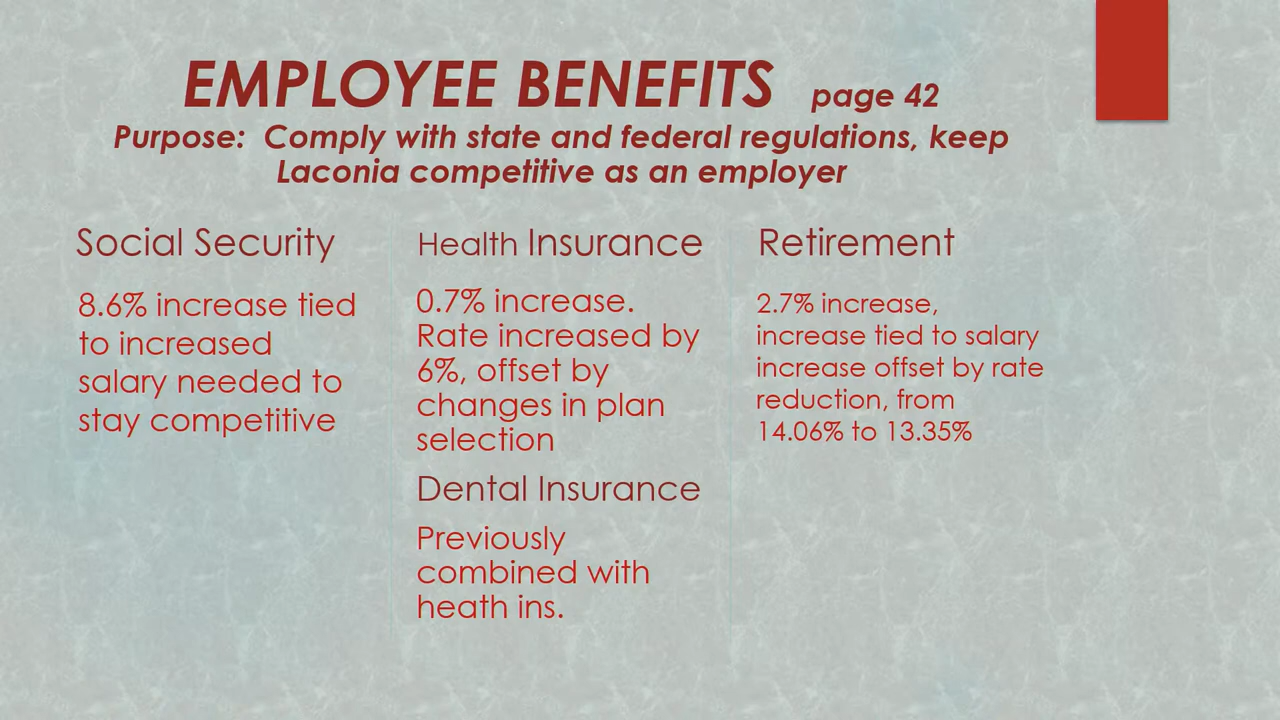 EMPLOYEE BENEFITS page 42
Purpose: Comply with state and federal regulations, keep
Laconia competitive as an employer
Social Security
8.6% increase tied
to increased
salary needed to
stay competitive
Health Insurance
0.7% increase.
Rate increased by
6%, offset by
changes in plan
selection
Dental Insurance
Previously
combined with
heath ins.
Retirement
2.7% increase,
increase tied to salary
increase offset by rate
reduction, from
14.06% to 13.35%